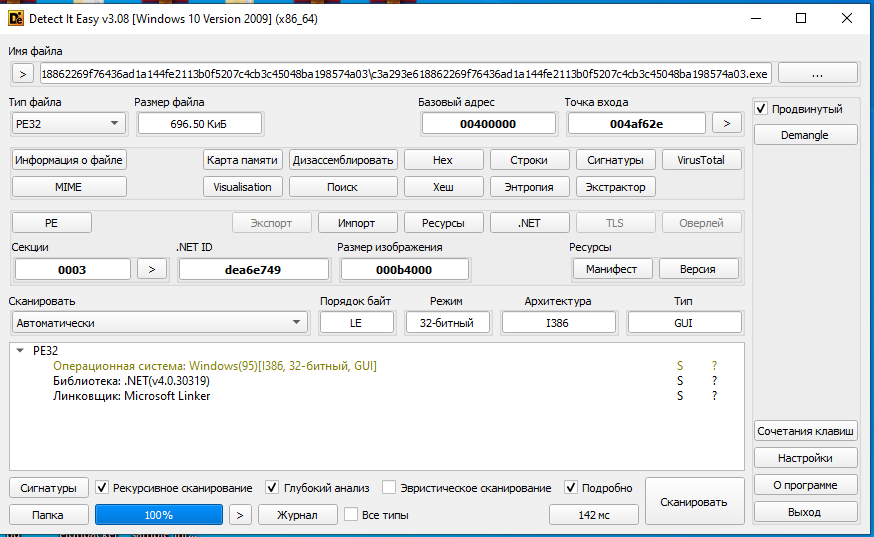 Detect It Easy v3.08 [Windows 10 Version 2009] (x86_64)
Имя файла
> 18862269f76436ad1a144fe2113b0f5207c4cb3c45048ba198574a03\c3a293e618862269f76436ad1a144fe2113b0f5207c4cb3c45048ba198574a03.exe ...
Тип файла Размер файла Базовый адрес Точка входа
PE32 696.50 КиБ 00400000 004af62e >
Продвинутый
Demangle
Информация о файле Карта памяти Дизассемблировать Hex Строки Сигнатуры VirusTotal
MIME Visualisation Поиск Хеш Энтропия Экстрактор
PE Экспорт Импорт Ресурсы .NET TLS Оверлей
Секции .NET ID Размер изображения Ресурсы
0003 > dea6e749 000b4000 Манифест Версия
Сканировать Порядок байт Режим Архитектура Тип
Автоматически LE 32-битный I386 GUI
PE32
Операционная система: Windows(95)[I386, 32-битный, GUI] S ?
Библиотека: .NET(v4.0.30319) S ?
Линковщик: Microsoft Linker S ?
Сочетания клавиш
Настройки
О программе
Выход
Сигнатуры Рекурсивное сканирование Глубокий анализ Эвристическое сканирование Подробно Сканировать
Папка 100% > Журнал Все типы 142 мс